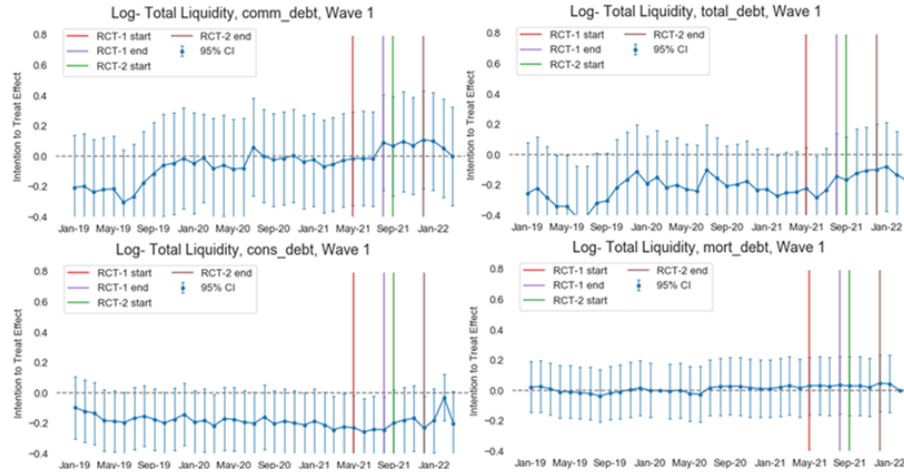 Log- Total Liquidity, comm_debt, Wave 1
RCT-1 start
RCT-1 end
RCT-2 start
RCT-2 end
95% CI
Intention to Treat Effect
0.8
0.6
0.4
0.2
0.0
−0.2
−0.4
Jan-19 May-19 Sep-19 Jan-20 May-20 Sep-20 Jan-21 May-21 Sep-21 Jan-22
Log- Total Liquidity, total_debt, Wave 1
RCT-1 start
RCT-1 end
RCT-2 start
RCT-2 end
95% CI
Intention to Treat Effect
0.8
0.6
0.4
0.2
0.0
−0.2
−0.4
Jan-19 May-19 Sep-19 Jan-20 May-20 Sep-20 Jan-21 May-21 Sep-21 Jan-22
Log- Total Liquidity, cons_debt, Wave 1
RCT-1 start
RCT-1 end
RCT-2 start
RCT-2 end
95% CI
Intention to Treat Effect
0.8
0.6
0.4
0.2
0.0
−0.2
−0.4
Jan-19 May-19 Sep-19 Jan-20 May-20 Sep-20 Jan-21 May-21 Sep-21 Jan-22
Log- Total Liquidity, mort_debt, Wave 1
RCT-1 start
RCT-1 end
RCT-2 start
RCT-2 end
95% CI
Intention to Treat Effect
0.8
0.6
0.4
0.2
0.0
−0.2
−0.4
Jan-19 May-19 Sep-19 Jan-20 May-20 Sep-20 Jan-21 May-21 Sep-21 Jan-22